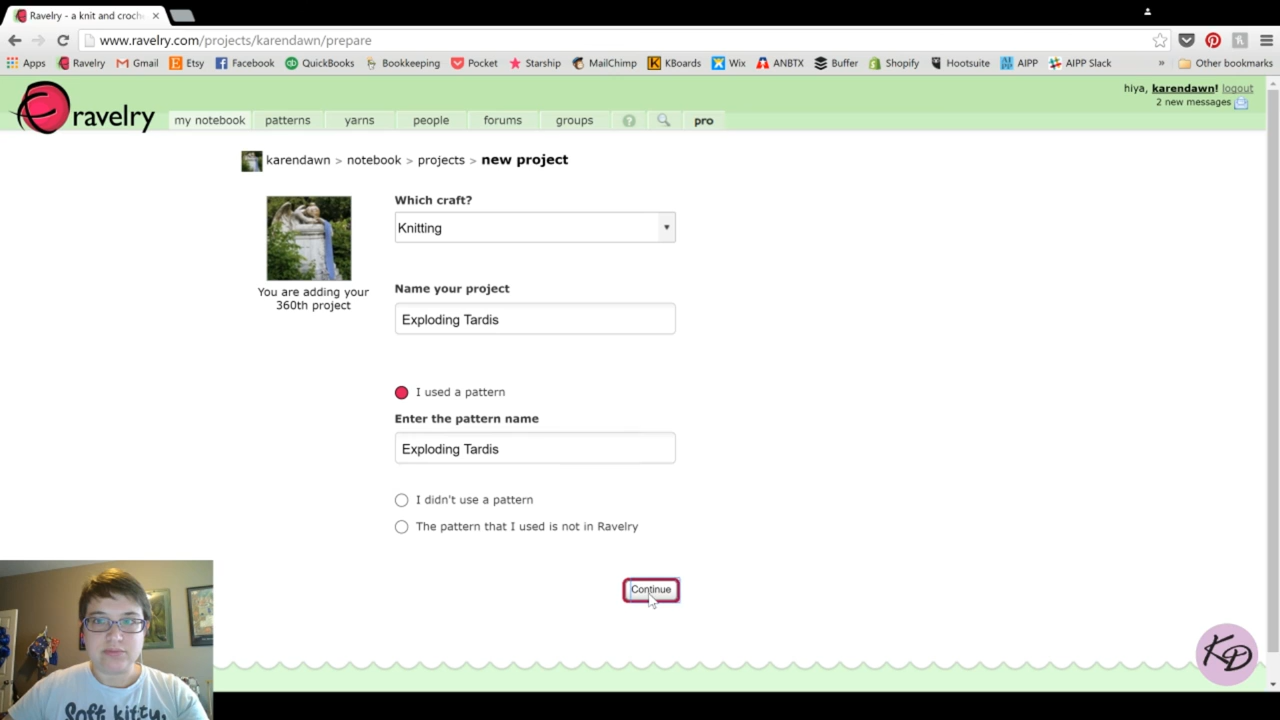 Ravelry - a knit and croch
www.ravelry.com/projects/karendawn/prepare
Apps Ravelry Gmail Etsy Facebook QuickBooks Bookkeeping Pocket Starship MailChimp KBoards Wix ANBTX Buffer Shopify Hootsuite AIPP AIPP Slack » Other bookmarks
hiya, karendawn! logout
2 new messages
ravelry
my notebook patterns yarns people forums groups ? pro
karendawn > notebook > projects > new project
Which craft?
Knitting
You are adding your
360th project
Name your project
Exploding Tardis
I used a pattern
Enter the pattern name
Exploding Tardis
I didn't use a pattern
The pattern that I used is not in Ravelry
Continue
KD
Soft kitty,